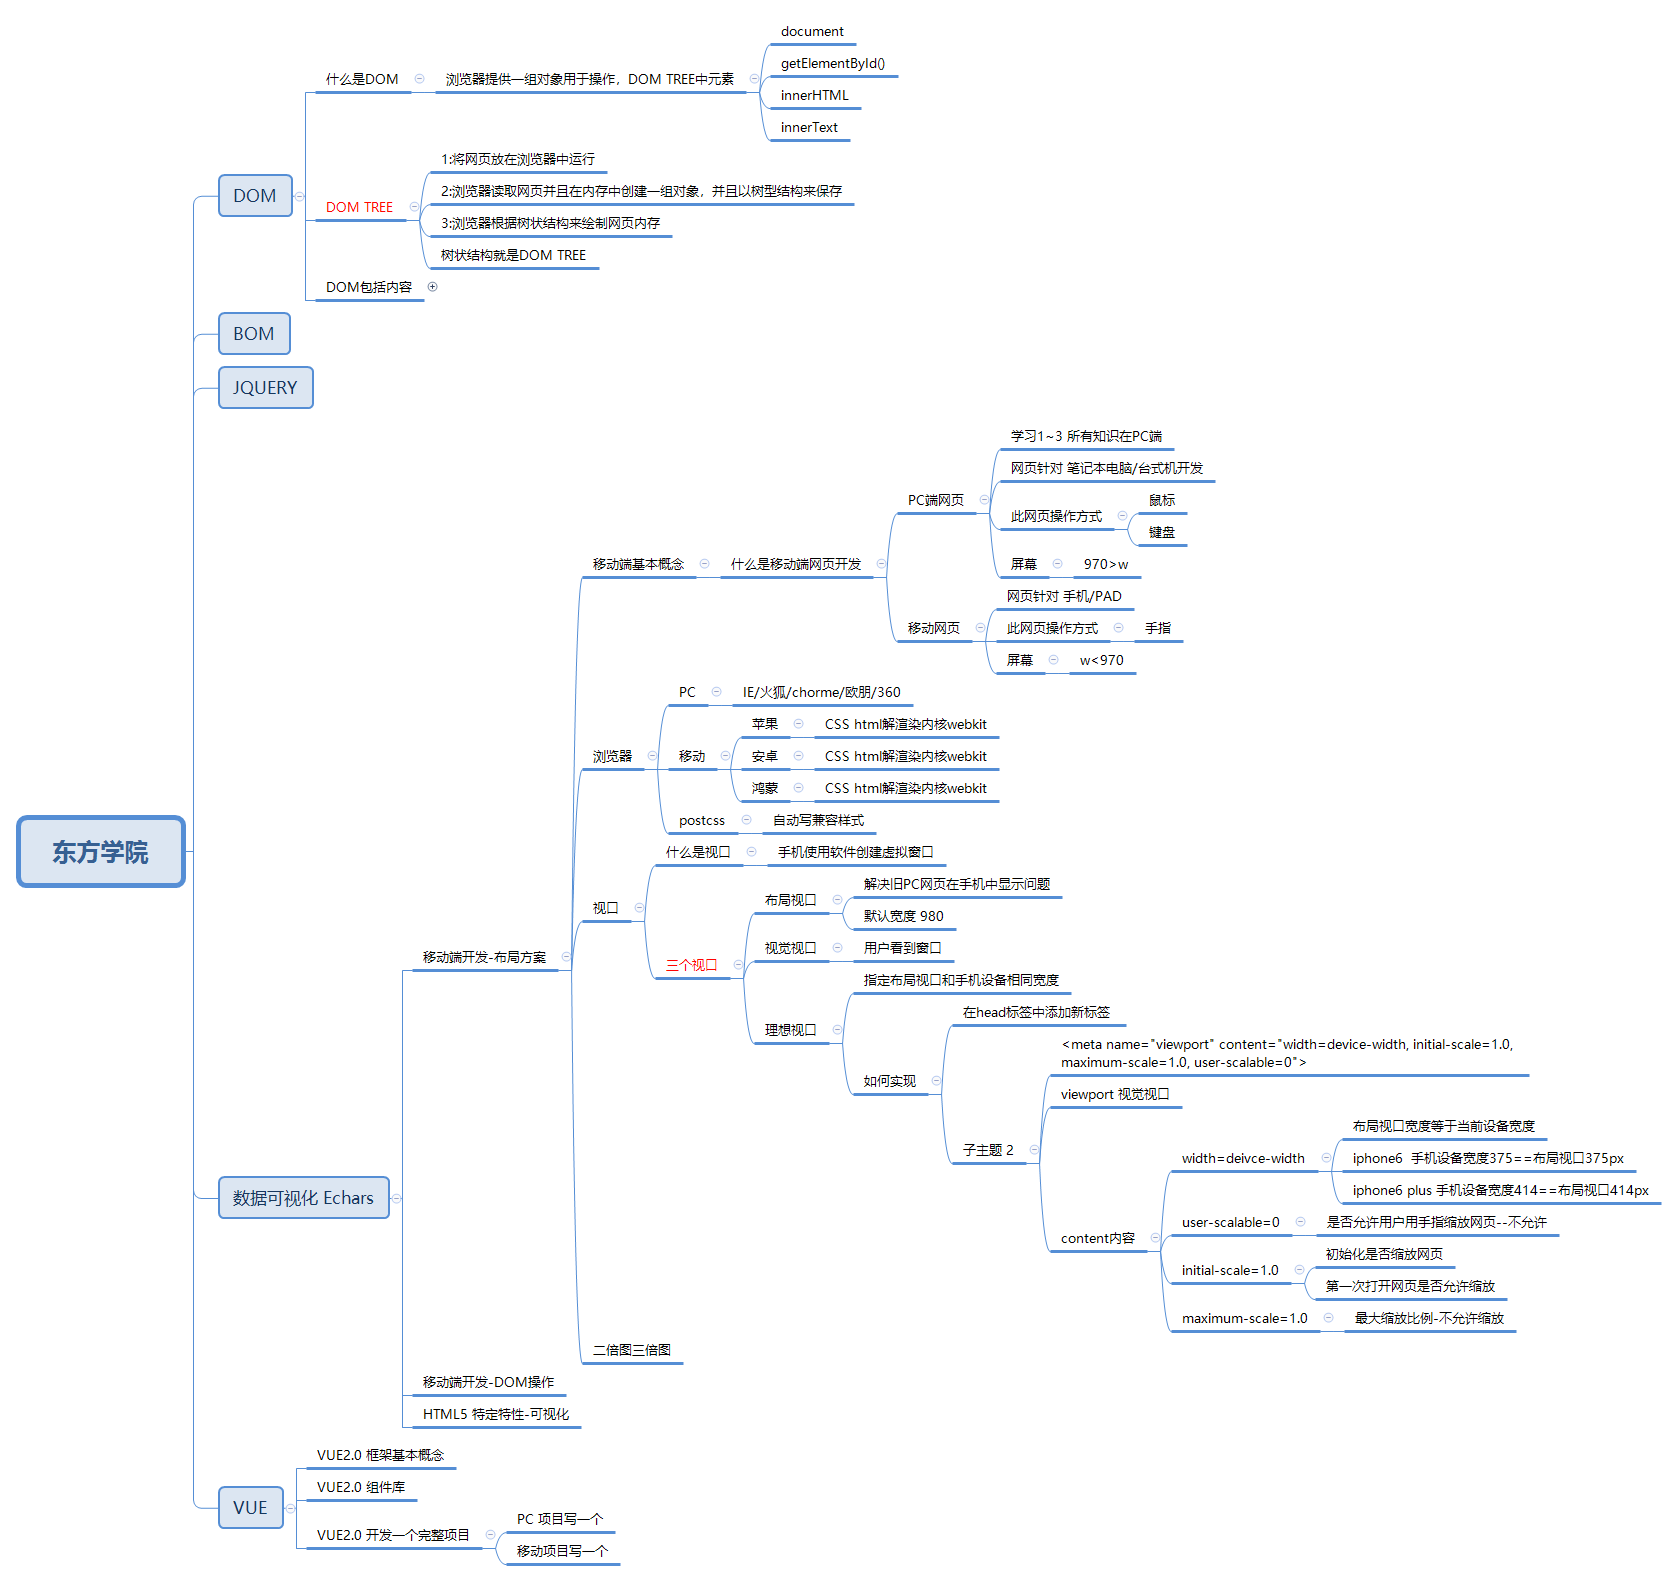 东方学院
DOM
什么是DOM
浏览器提供一组对象用于操作，DOM TREE中元素
document
getElementById()
innerHTML
innerText
DOM TREE
1:将网页放在浏览器中运行
2:浏览器读取网页并且在内存中创建一组对象，并且以树型结构来保存
3:浏览器根据树状结构来绘制网页内存
树状结构就是DOM TREE
DOM包括内容
BOM
JQUERY
数据可视化 Echars
移动端开发-布局方案
移动端基本概念
什么是移动端网页开发
PC端网页
学习1~3 所有知识在PC端
网页针对 笔记本电脑/台式机开发
此网页操作方式
鼠标
键盘
屏幕
970>w
移动网页
网页针对 手机/PAD
此网页操作方式
手指
屏幕
w<970
浏览器
PC
IE/火狐/chorme/欧朋/360
移动
苹果
CSS html解渲染内核webkit
安卓
CSS html解渲染内核webkit
鸿蒙
CSS html解渲染内核webkit
postcss
自动写兼容样式
视口
什么是视口
手机使用软件创建虚拟窗口
三个视口
布局视口
解决旧PC网页在手机中显示问题
默认宽度 980
视觉视口
用户看到窗口
理想视口
指定布局视口和手机设备相同宽度
如何实现
在head标签中添加新标签
子主题 2
<meta name="viewport" content="width=device-width, initial-scale=1.0,
maximum-scale=1.0, user-scalable=0">
viewport 视觉视口
content内容
width=deivce-width
布局视口宽度等于当前设备宽度
iphone6  手机设备宽度375==布局视口375px
iphone6 plus 手机设备宽度414==布局视口414px
user-scalable=0
是否允许用户用手指缩放网页--不允许
initial-scale=1.0
初始化是否缩放网页
第一次打开网页是否允许缩放
maximum-scale=1.0
最大缩放比例-不允许缩放
二倍图三倍图
移动端开发-DOM操作
HTML5 特定特性-可视化
VUE
VUE2.0 框架基本概念
VUE2.0 组件库
VUE2.0 开发一个完整项目
PC 项目写一个
移动项目写一个